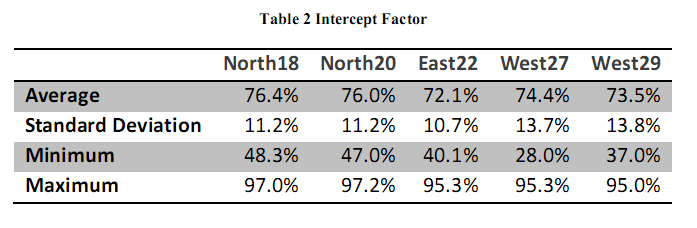 Table 2 Intercept Factor
North18 North20 East22 West27 West29
Average 76.4% 76.0% 72.1% 74.4% 73.5%
Standard Deviation 11.2% 11.2% 10.7% 13.7% 13.8%
Minimum 48.3% 47.0% 40.1% 28.0% 37.0%
Maximum 97.0% 97.2% 95.3% 95.3% 95.0%